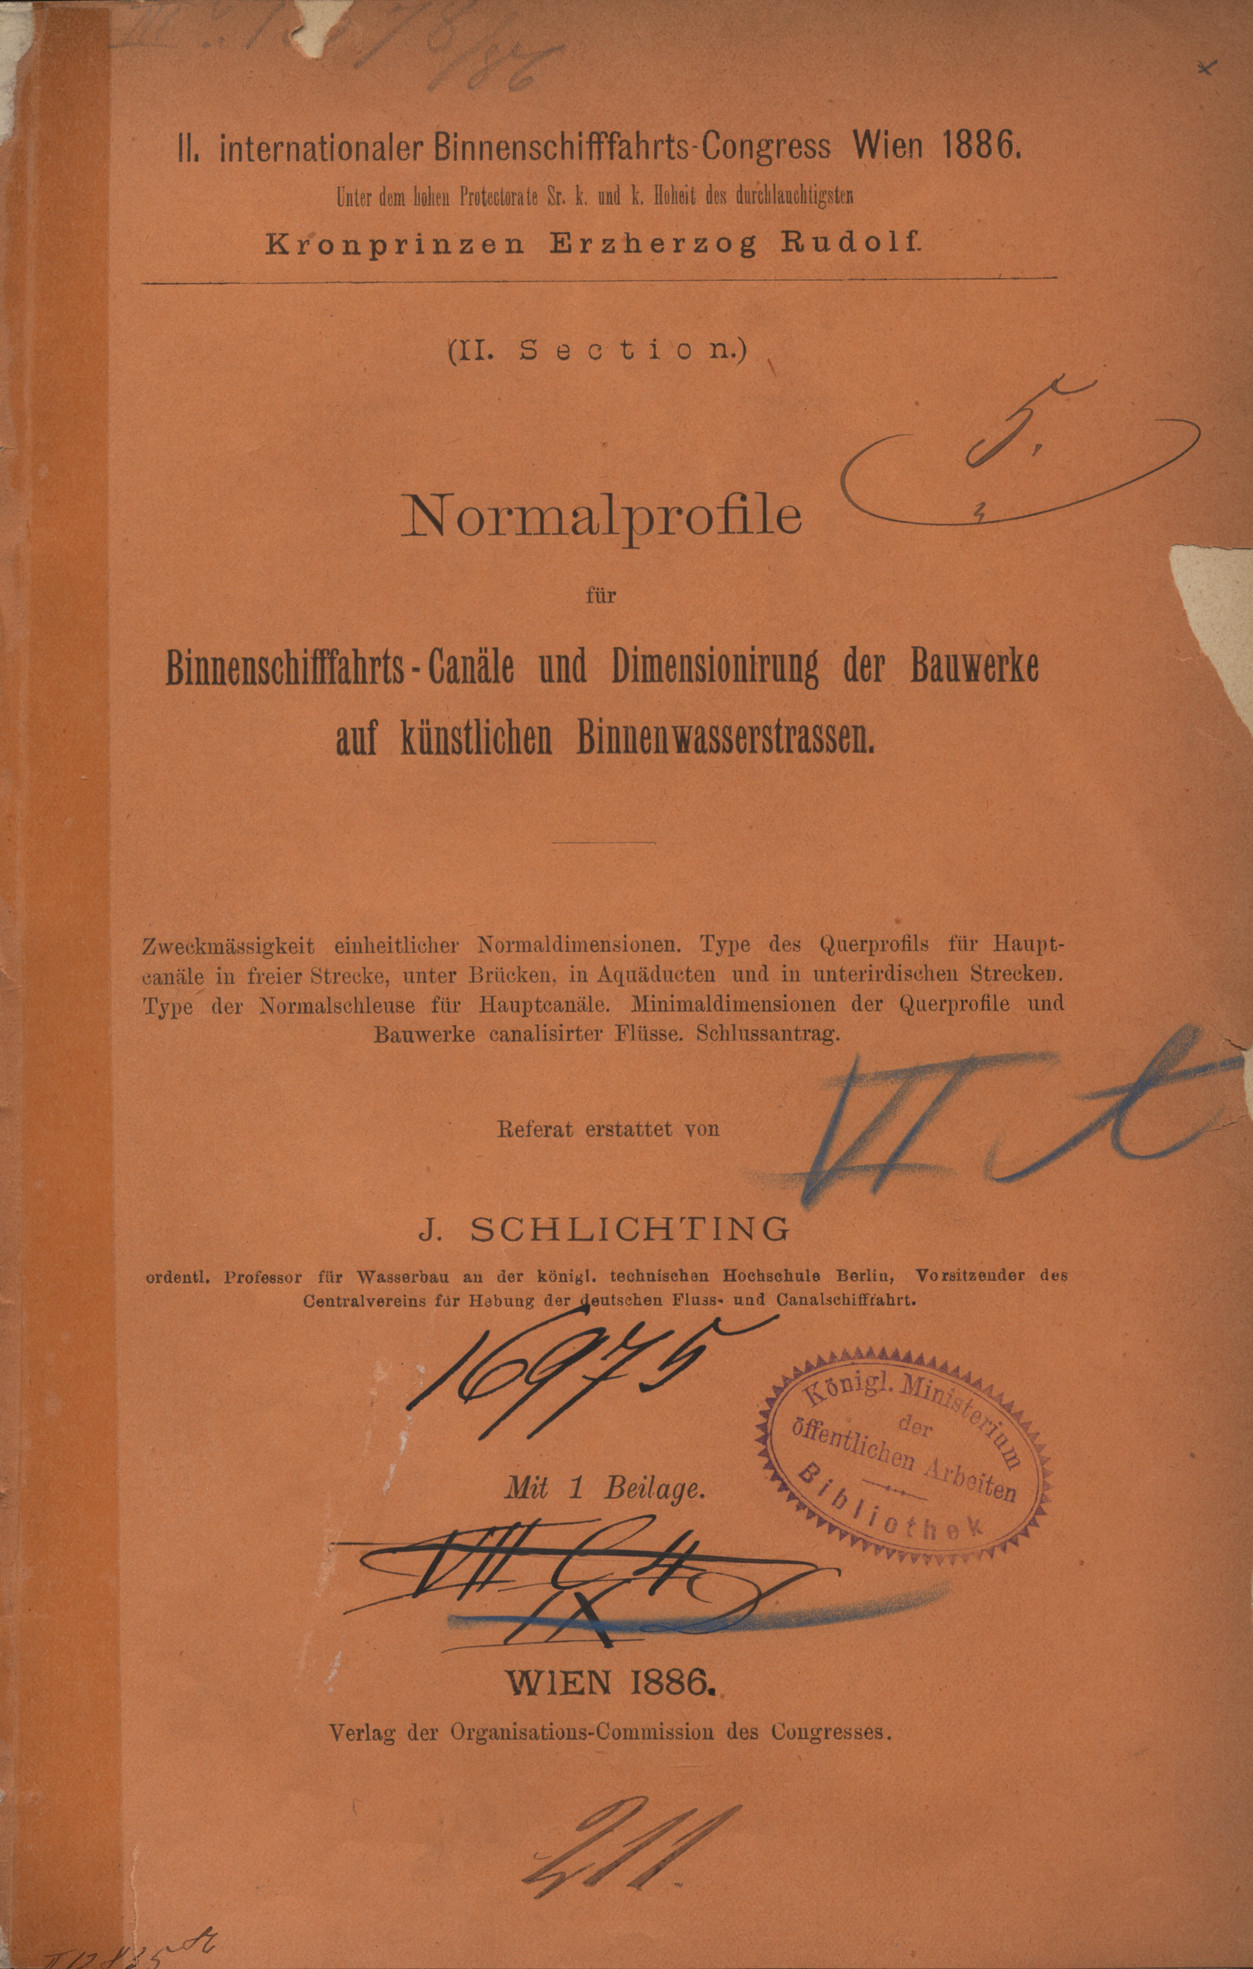 II. internationaler Binnenschifffahrts-Congress Wien 1886.
Unter dem hohen Protectorate Sr. k. und k. Hoheit des durchlauchtigsten
Kronprinzen Erzherzog Rudolf.
(II. Section.)
5.
Normalprofile
für
Binnenschifffahrts-Canäle und Dimensionirung der Bauwerke
auf künstlichen Binnenwasserstrassen.
Zweckmässigkeit einheitlicher Normaldimensionen. Type des Querprofils für Haupt-
canäle in freier Strecke, unter Brücken, in Aquäducten und in unterirdischen Strecken.
Type der Normalschleuse für Hauptcanäle. Minimaldimensionen der Querprofile und
Bauwerke canalisirter Flüsse. Schlussantrag.
VI t
Referat erstattet von
J. SCHLICHTING
ordentl. Professor für Wasserbau an der königl. technischen Hochschule Berlin, Vorsitzender des
Centralvereins für Hebung der deutschen Fluss- und Canalschifffahrt.
16975
Königl. Ministerium
der
öffentlichen Arbeiten
Bibliothek
Mit 1 Beilage.
VII C 4
IX
WIEN 1886.
Verlag der Organisations-Commission des Congresses.
211.